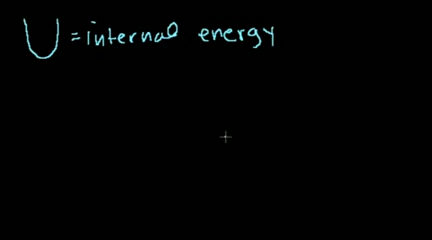 U = internal energy